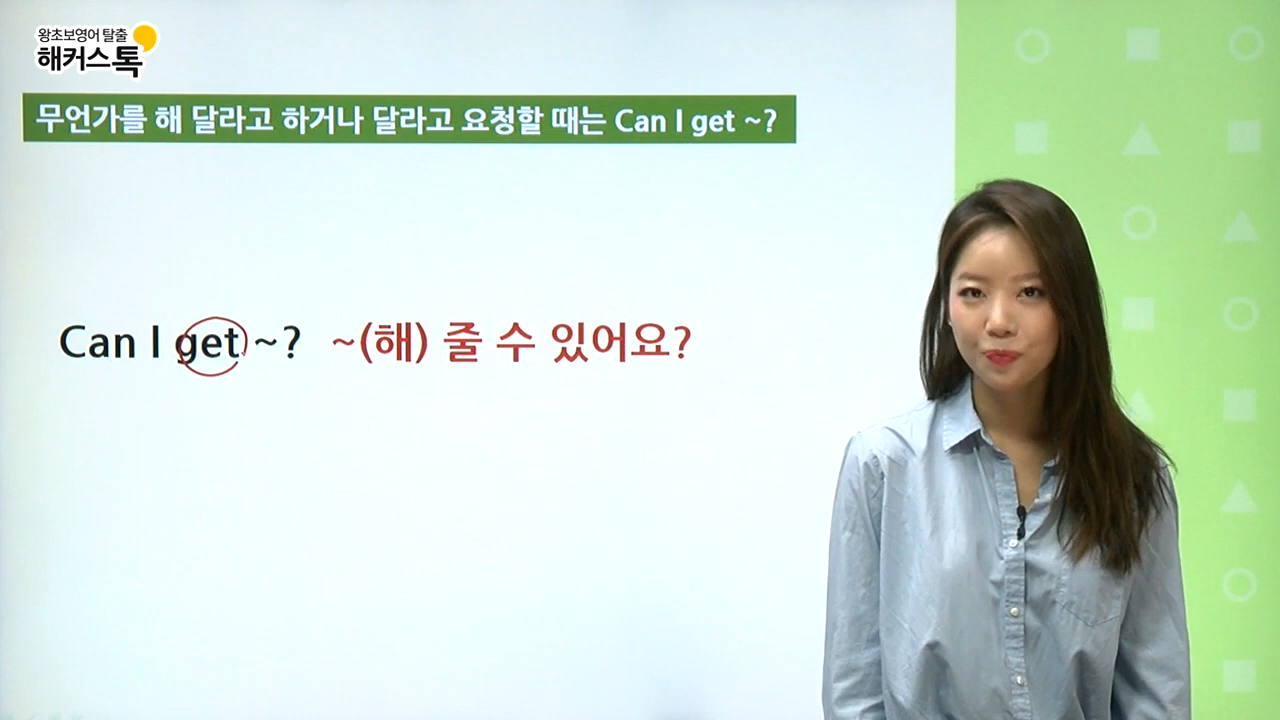 왕초보영어 탈출
해커스톡
무언가를 해 달라고 하거나 달라고 요청할 때는 Can I get ~?
Can I get ~? ~(해) 줄 수 있어요?